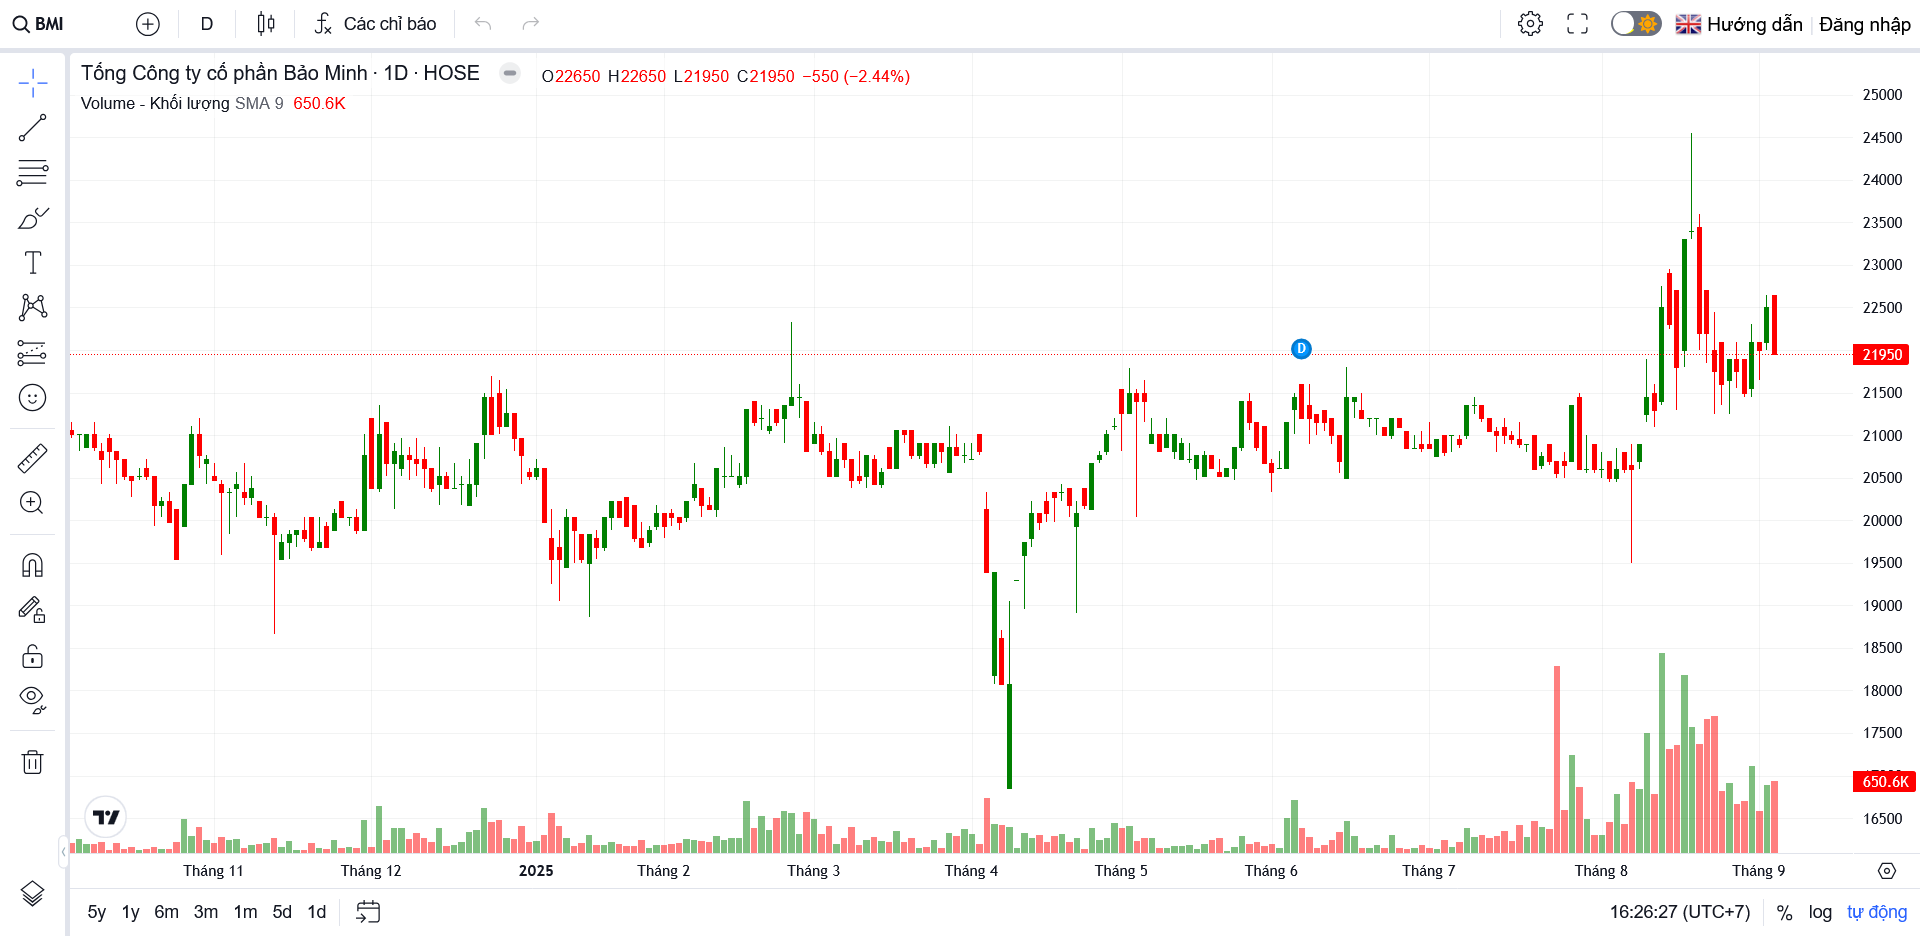 BMI D Các chỉ báo Hướng dẫn Đăng nhập
Tổng Công ty cổ phần Bảo Minh · 1D · HOSE O22650 H22650 L21950 C21950 −550 (−2.44%)
Volume - Khối lượng SMA 9 650.6K
25000
24500
24000
23500
23000
22500
D
21950
21500
21000
20500
20000
19500
19000
18500
18000
17500
650.6K
16500
Tháng 11 Tháng 12 2025 Tháng 2 Tháng 3 Tháng 4 Tháng 5 Tháng 6 Tháng 7 Tháng 8 Tháng 9
5y 1y 6m 3m 1m 5d 1d 16:26:27 (UTC+7) % log tự động